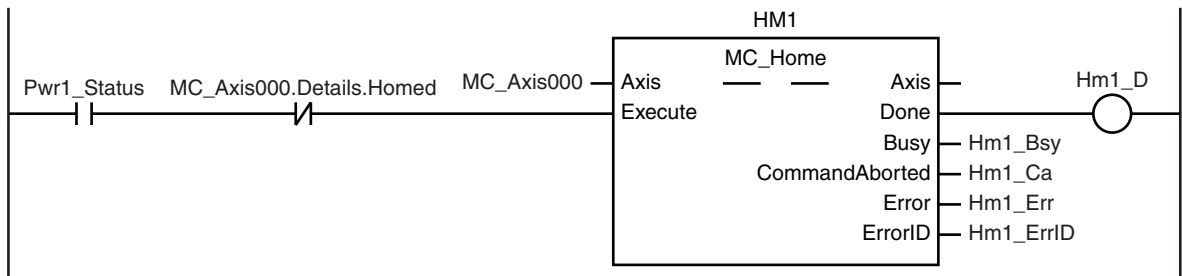 HM1
MC_Home
Pwr1_Status MC_Axis000.Details.Homed MC_Axis000 Axis Axis Hm1_D
Execute Done
Busy Hm1_Bsy
CommandAborted Hm1_Ca
Error Hm1_Err
ErrorID Hm1_ErrID